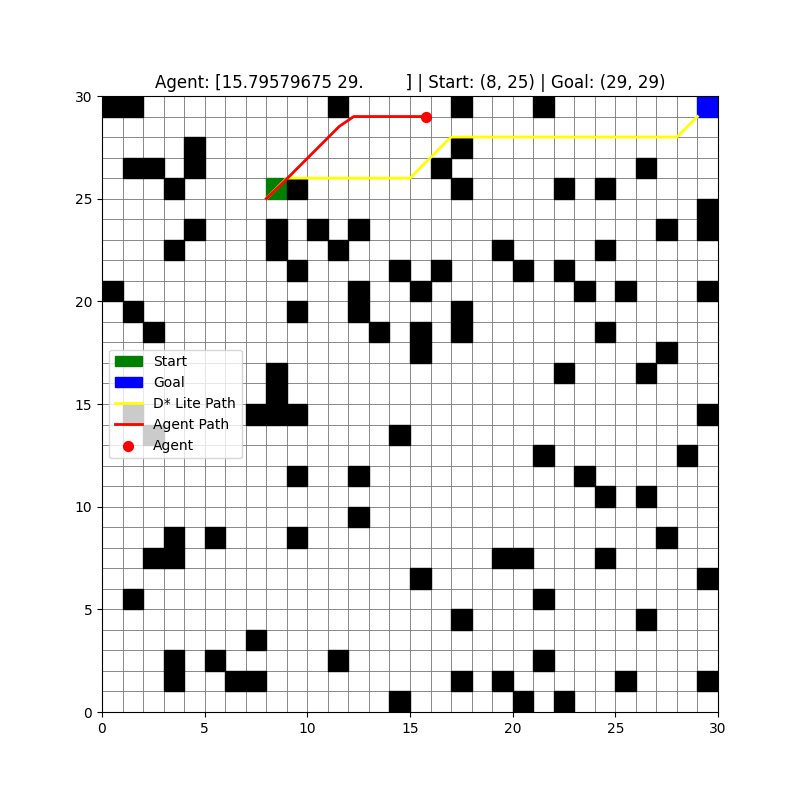 Agent: [15.79579675 29.         ] | Start: (8, 25) | Goal: (29, 29)
30
25
20
15
10
5
0
Start
Goal
D* Lite Path
Agent Path
Agent
0 5 10 15 20 25 30